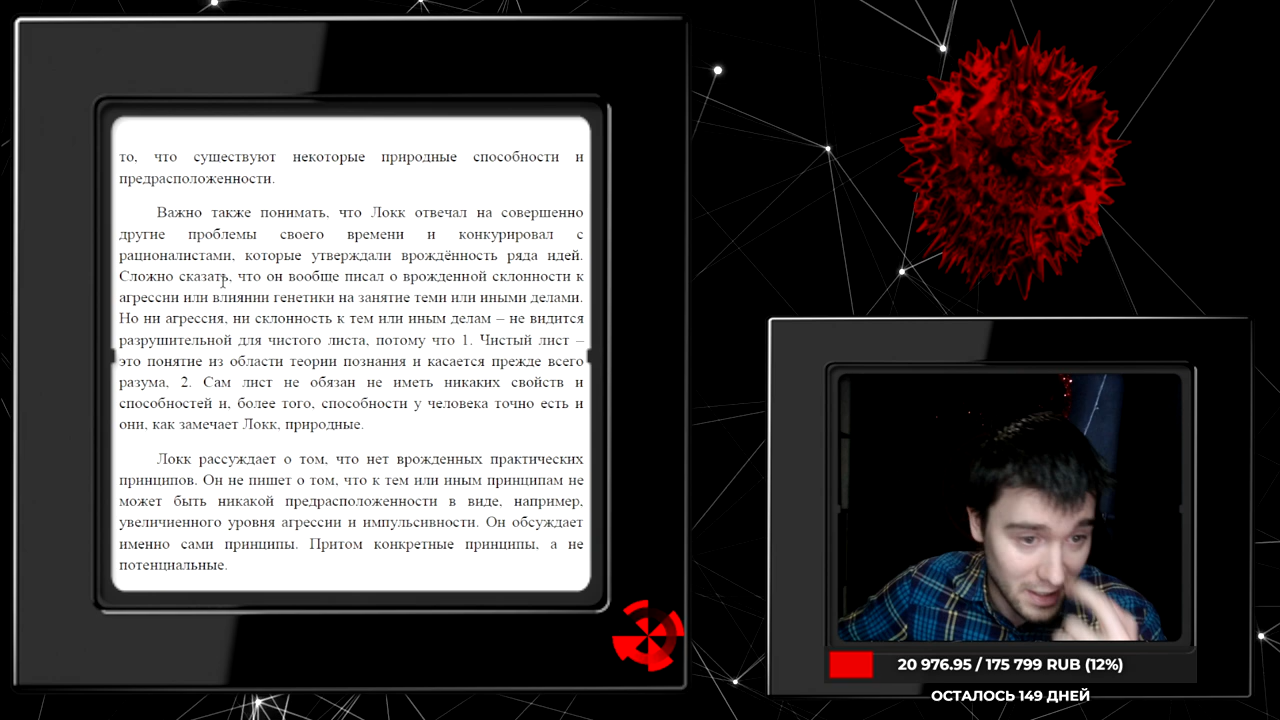 то, что существуют некоторые природные способности и
предрасположенности.
Важно также понимать, что Локк отвечал на совершенно
другие проблемы своего времени и конкурировал с
рационалистами, которые утверждали врождённость ряда идей.
Сложно сказать, что он вообще писал о врожденной склонности к
агрессии или влиянии генетики на занятие теми или иными делами.
Но ни агрессия, ни склонность к тем или иным делам – не видится
разрушительной для чистого листа, потому что 1. Чистый лист –
это понятие из области теории познания и касается прежде всего
разума, 2. Сам лист не обязан не иметь никаких свойств и
способностей и, более того, способности у человека точно есть и
они, как замечает Локк, природные.
Локк рассуждает о том, что нет врожденных практических
принципов. Он не пишет о том, что к тем или иным принципам не
может быть никакой предрасположенности в виде, например,
увеличиенного уровня агрессии и импульсивности. Он обсуждает
именно сами принципы. Притом конкретные принципы, а не
потенциальные.
20 976.95 / 175 799 RUB (12%)
ОСТАЛОСЬ 149 ДНЕЙ